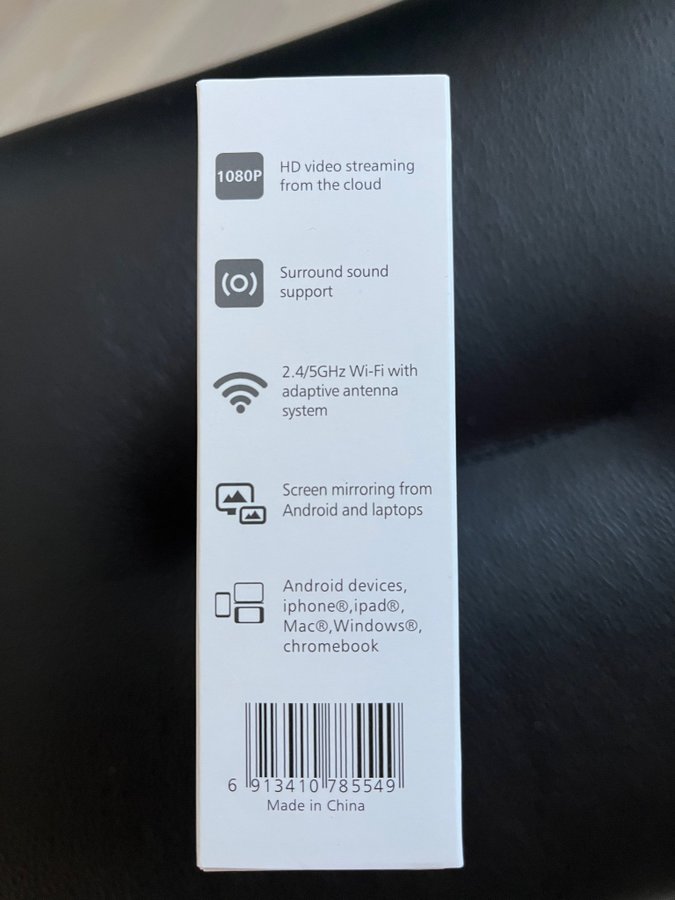 1080P
HD video streaming
from the cloud
Surround sound
support
2.4/5GHz Wi-Fi with
adaptive antenna
system
Screen mirroring from
Android and laptops
Android devices,
iphone®,ipad®,
Mac®,Windows®,
chromebook
6 913410 785549
Made in China